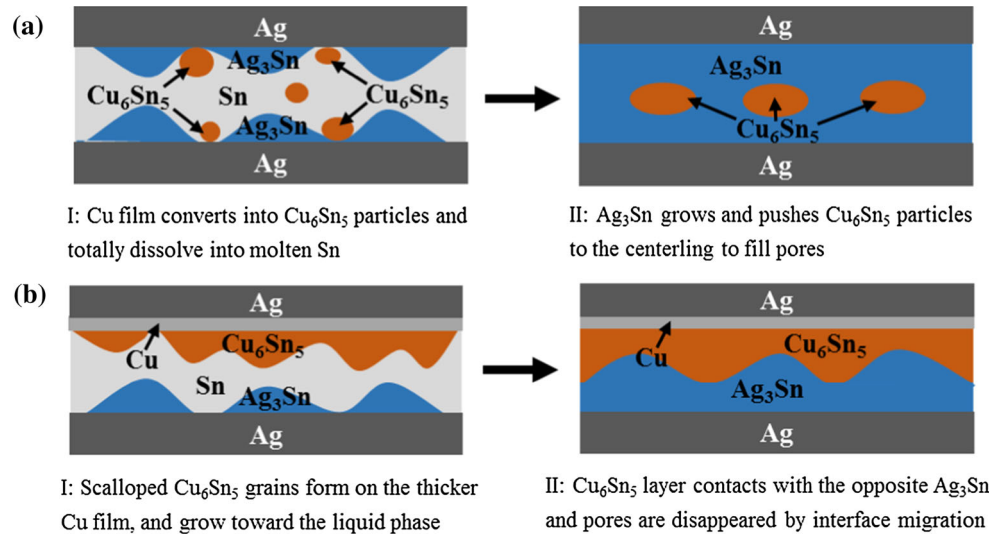 (a)
Ag
Ag₃Sn
Cu₆Sn₅
Sn
Cu₆Sn₅
Ag₃Sn
Ag
I: Cu film converts into Cu₆Sn₅ particles and
totally dissolve into molten Sn
Ag
Ag₃Sn
Cu₆Sn₅
Ag
II: Ag₃Sn grows and pushes Cu₆Sn₅ particles
to the centerling to fill pores
(b)
Ag
Cu₆Sn₅
Cu
Sn
Ag₃Sn
Ag
I: Scalloped Cu₆Sn₅ grains form on the thicker
Cu film, and grow toward the liquid phase
Ag
Cu₆Sn₅
Cu
Ag₃Sn
Ag
II: Cu₆Sn₅ layer contacts with the opposite Ag₃Sn
and pores are disappeared by interface migration